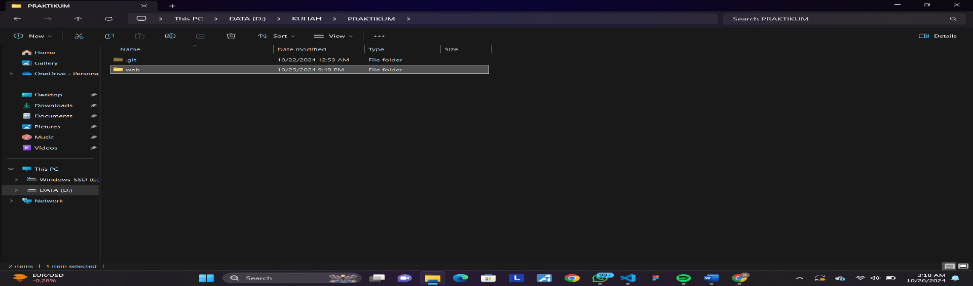 PRAKTIKUM
This PC > DATA (D:) > KULIAH > PRAKTIKUM >
Search PRAKTIKUM
New
Sort
View
Details
Name
Date modified
Type
Size
.git
10/22/2024 12:53 AM
File folder
web
10/25/2024 9:49 PM
File folder
Home
Gallery
OneDrive - Persona
Desktop
Downloads
Documents
Pictures
Music
Videos
This PC
Windows SSD (C:
DATA (D:)
Network
2 items
1 item selected
EUR/USD
-0.26%
Search
3:18 AM
10/26/2024